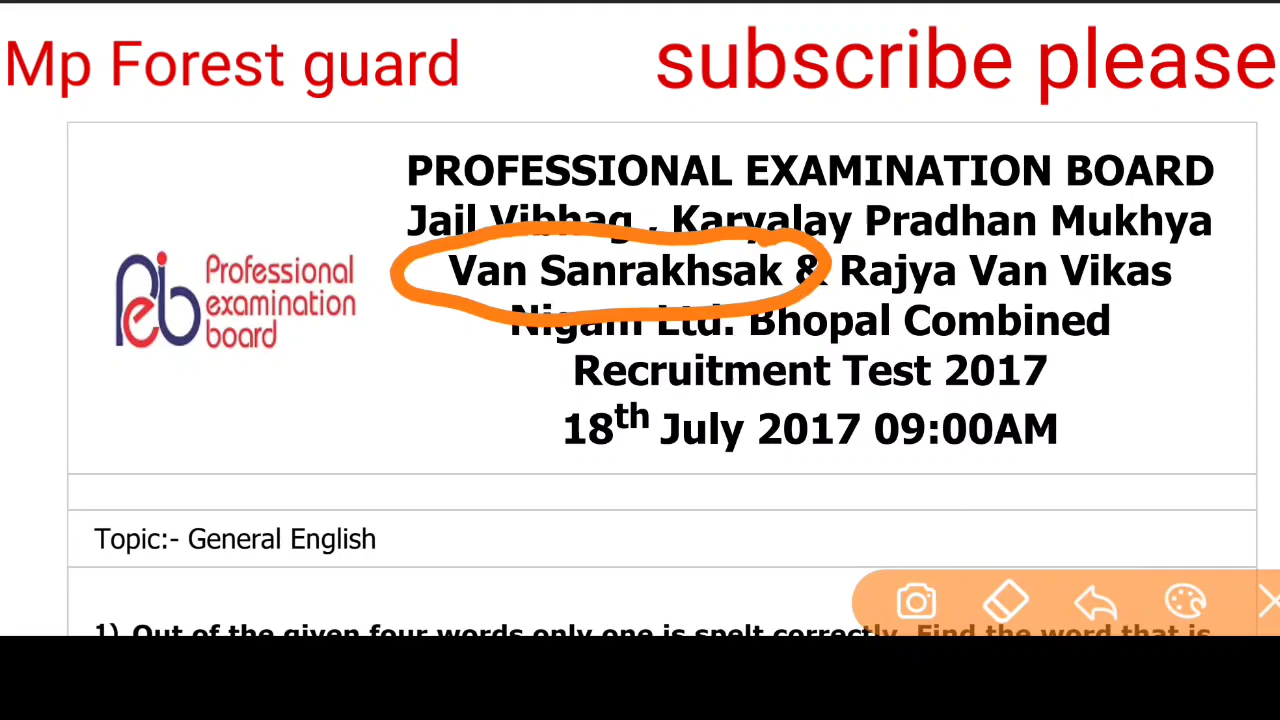 Mp Forest guard
subscribe please
PROFESSIONAL EXAMINATION BOARD
Jail Vibhag , Karyalay Pradhan Mukhya
Van Sanrakhsak & Rajya Van Vikas
Nigam Ltd. Bhopal Combined
Recruitment Test 2017
18th July 2017 09:00AM
Peb Professional
examination
board
Topic:- General English
1) Out of the given four words only one is spelt correctly. Find the word that is